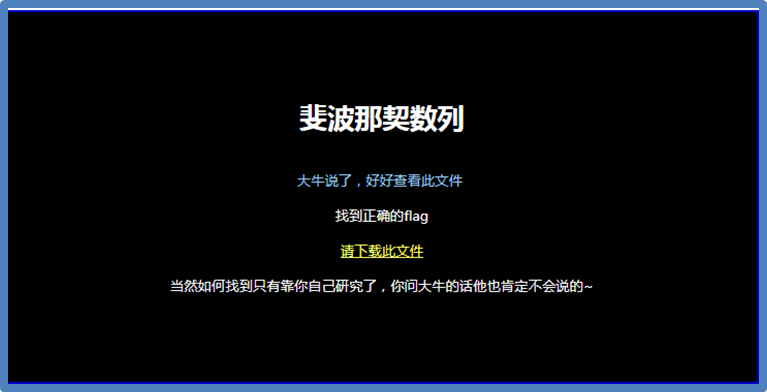 斐波那契数列
大牛说了，好好查看此文件
找到正确的flag
请下载此文件
当然如何找到只有靠你自己研究了，你问大牛的话他也肯定不会说的~